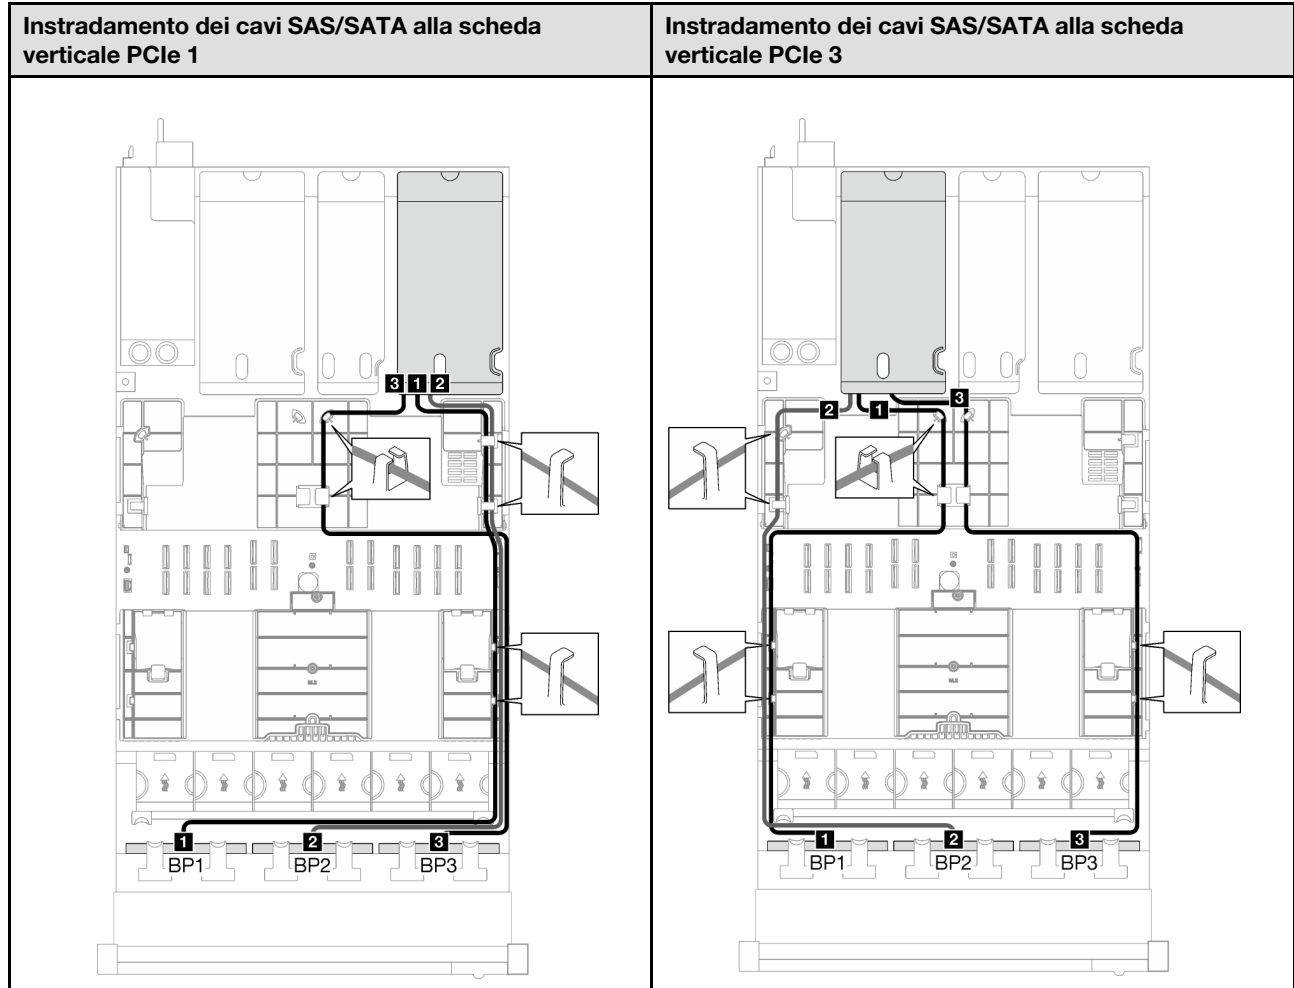 Instradamento dei cavi SAS/SATA alla scheda
verticale PCIe 1
Instradamento dei cavi SAS/SATA alla scheda
verticale PCIe 3
3 1 2
1 2 3
BP1 BP2 BP3
2 1 3
1 2 3
BP1 BP2 BP3